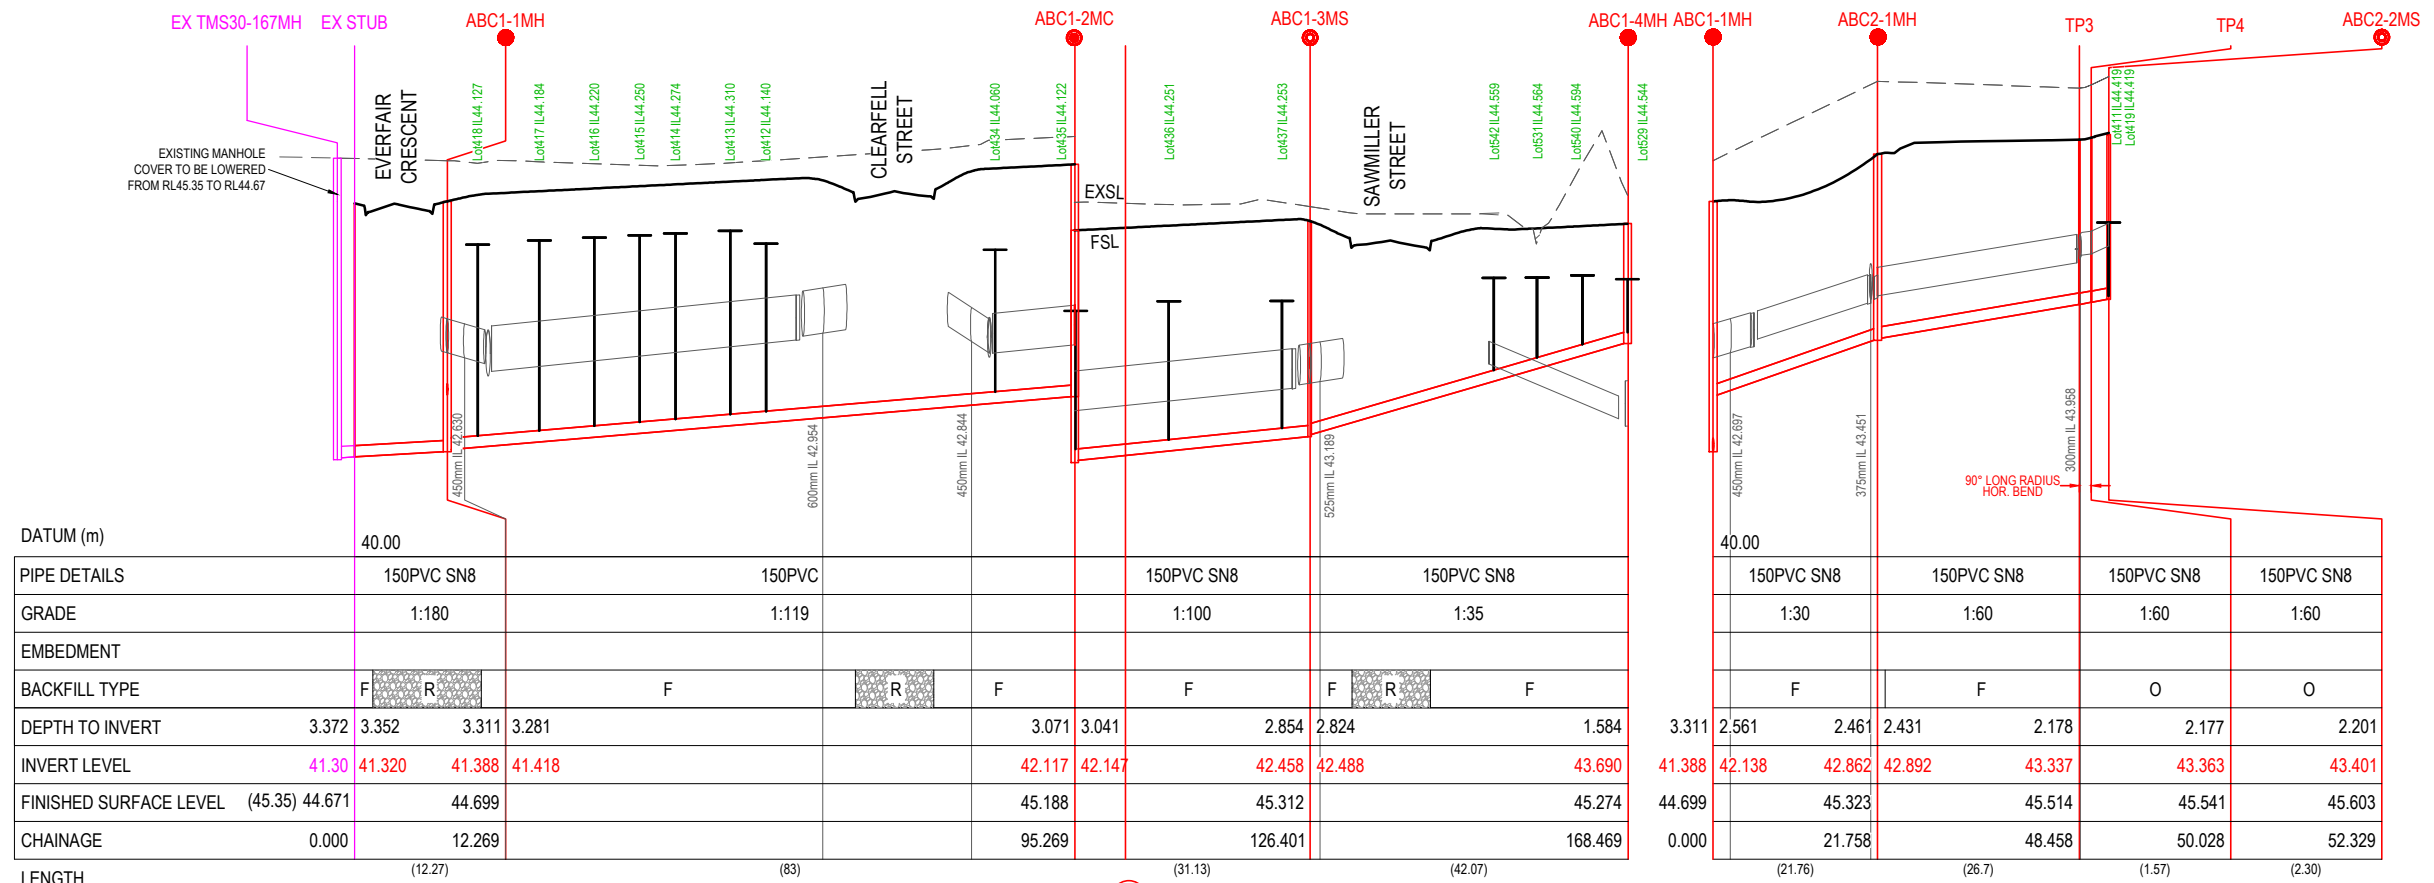 EX TMS30-167MH EX STUB ABC1-1MH ABC1-2MC ABC1-3MS ABC1-4MH ABC1-1MH ABC2-1MH TP3 TP4 ABC2-2MS
EXISTING MANHOLE
COVER TO BE LOWERED
FROM RL45.35 TO RL44.67
EVERFAIR
CRESCENT
Lot418 IL44.127
Lot417 IL44.184
Lot416 IL44.220
Lot415 IL44.250
Lot414 IL44.274
Lot413 IL44.310
Lot412 IL44.140
CLEARFELL
STREET
Lot434 IL44.060
Lot435 IL44.122
Lot436 IL44.251
Lot437 IL44.253
SAWMILLER
STREET
Lot542 IL44.559
Lot531 IL44.564
Lot540 IL44.594
Lot529 IL44.544
Lot411 IL44.419
Lot419 IL44.419
EXSL
FSL
450mm IL 42.630
600mm IL 42.954
450mm IL 42.844
525mm IL 43.189
450mm IL 42.697
375mm IL 43.451
300mm IL 43.958
90° LONG RADIUS
HOR. BEND
DATUM (m) 40.00 40.00
PIPE DETAILS 150PVC SN8 150PVC 150PVC SN8 150PVC SN8 150PVC SN8 150PVC SN8 150PVC SN8 150PVC SN8
GRADE 1:180 1:119 1:100 1:35 1:30 1:60 1:60 1:60
EMBEDMENT
BACKFILL TYPE F R F R F F F R F F F O O
DEPTH TO INVERT 3.372 3.352 3.311 3.281 3.071 3.041 2.854 2.824 1.584 3.311 2.561 2.461 2.431 2.178 2.177 2.201
INVERT LEVEL 41.30 41.320 41.388 41.418 42.117 42.147 42.458 42.488 43.690 41.388 42.138 42.862 42.892 43.337 43.363 43.401
FINISHED SURFACE LEVEL (45.35) 44.671 44.699 45.188 45.312 45.274 44.699 45.323 45.514 45.541 45.603
CHAINAGE 0.000 12.269 95.269 126.401 168.469 0.000 21.758 48.458 50.028 52.329
LENGTH (12.27) (83) (31.13) (42.07) (21.76) (26.7) (1.57) (2.30)